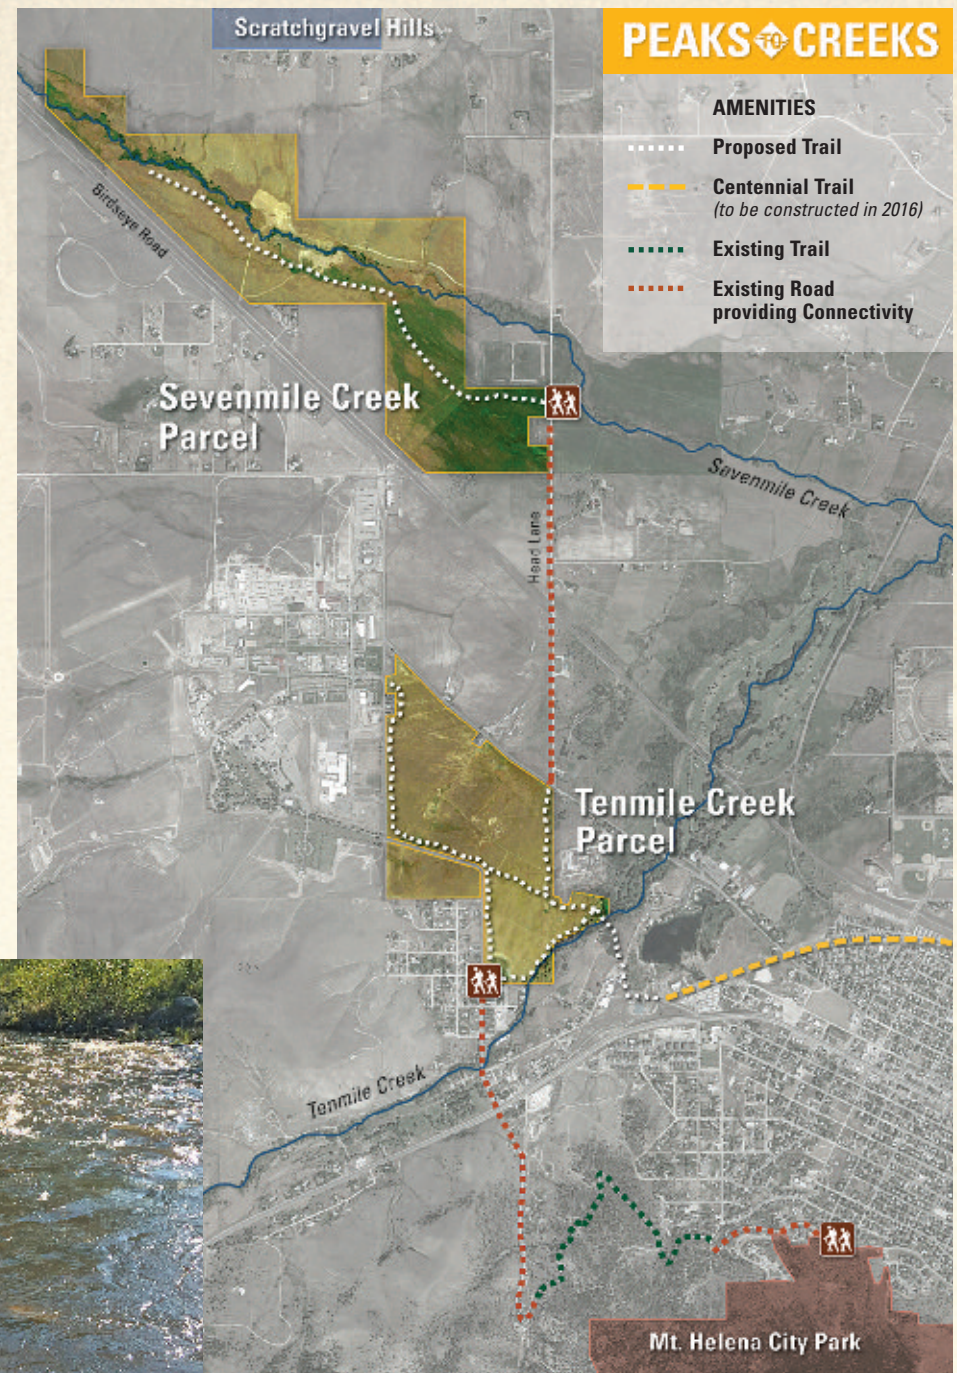 Scratchgravel Hills
PEAKS TO CREEKS
AMENITIES
Proposed Trail
Centennial Trail
(to be constructed in 2016)
Existing Trail
Existing Road
providing Connectivity
Birdseye Road
Sevenmile Creek
Parcel
Sevenmile Creek
Head Lane
Tenmile Creek
Parcel
Tenmile Creek
Mt. Helena City Park